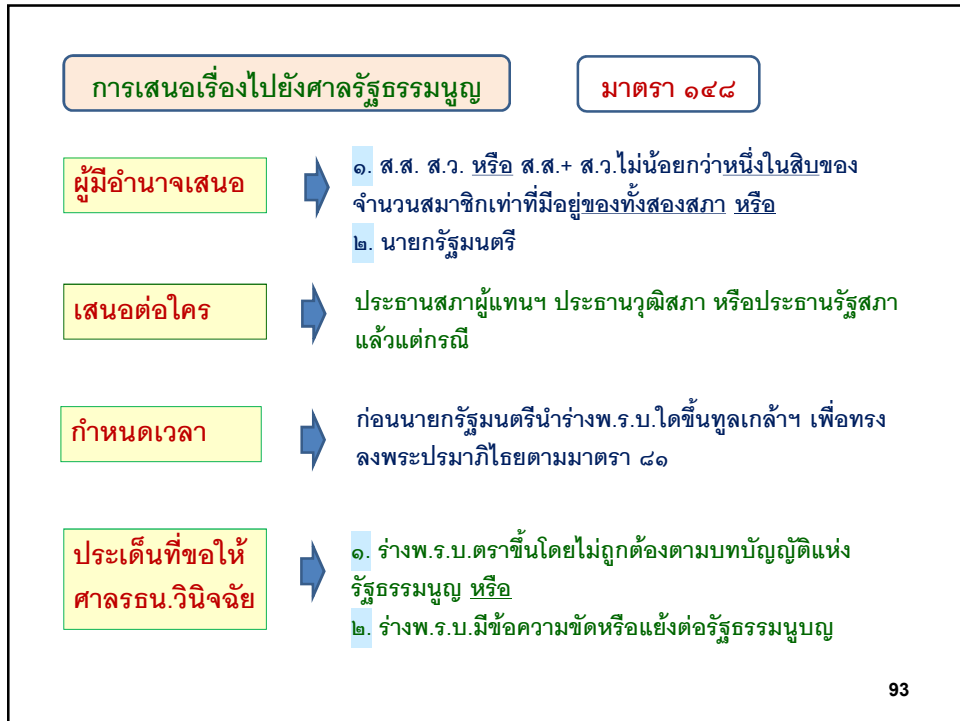 การเสนอเรื่องไปยังศาลรัฐธรรมนูญ
มาตรา ๑๔๘
ผู้มีอำนาจเสนอ
๑. ส.ส. ส.ว. หรือ ส.ส.+ ส.ว.ไม่น้อยกว่าหนึ่งในสิบของ
จำนวนสมาชิกเท่าที่มีอยู่ของทั้งสองสภา หรือ
๒. นายกรัฐมนตรี
เสนอต่อใคร
ประธานสภาผู้แทนฯ ประธานวุฒิสภา หรือประธานรัฐสภา
แล้วแต่กรณี
กำหนดเวลา
ก่อนนายกรัฐมนตรีนำร่างพ.ร.บ.ใดขึ้นทูลเกล้าฯ เพื่อทรง
ลงพระปรมาภิไธยตามมาตรา ๘๑
ประเด็นที่ขอให้
ศาลรธน.วินิจฉัย
๑. ร่างพ.ร.บ.ตราขึ้นโดยไม่ถูกต้องตามบทบัญญัติแห่ง
รัฐธรรมนูญ หรือ
๒. ร่างพ.ร.บ.มีข้อความขัดหรือแย้งต่อรัฐธรรมนูบญ
93